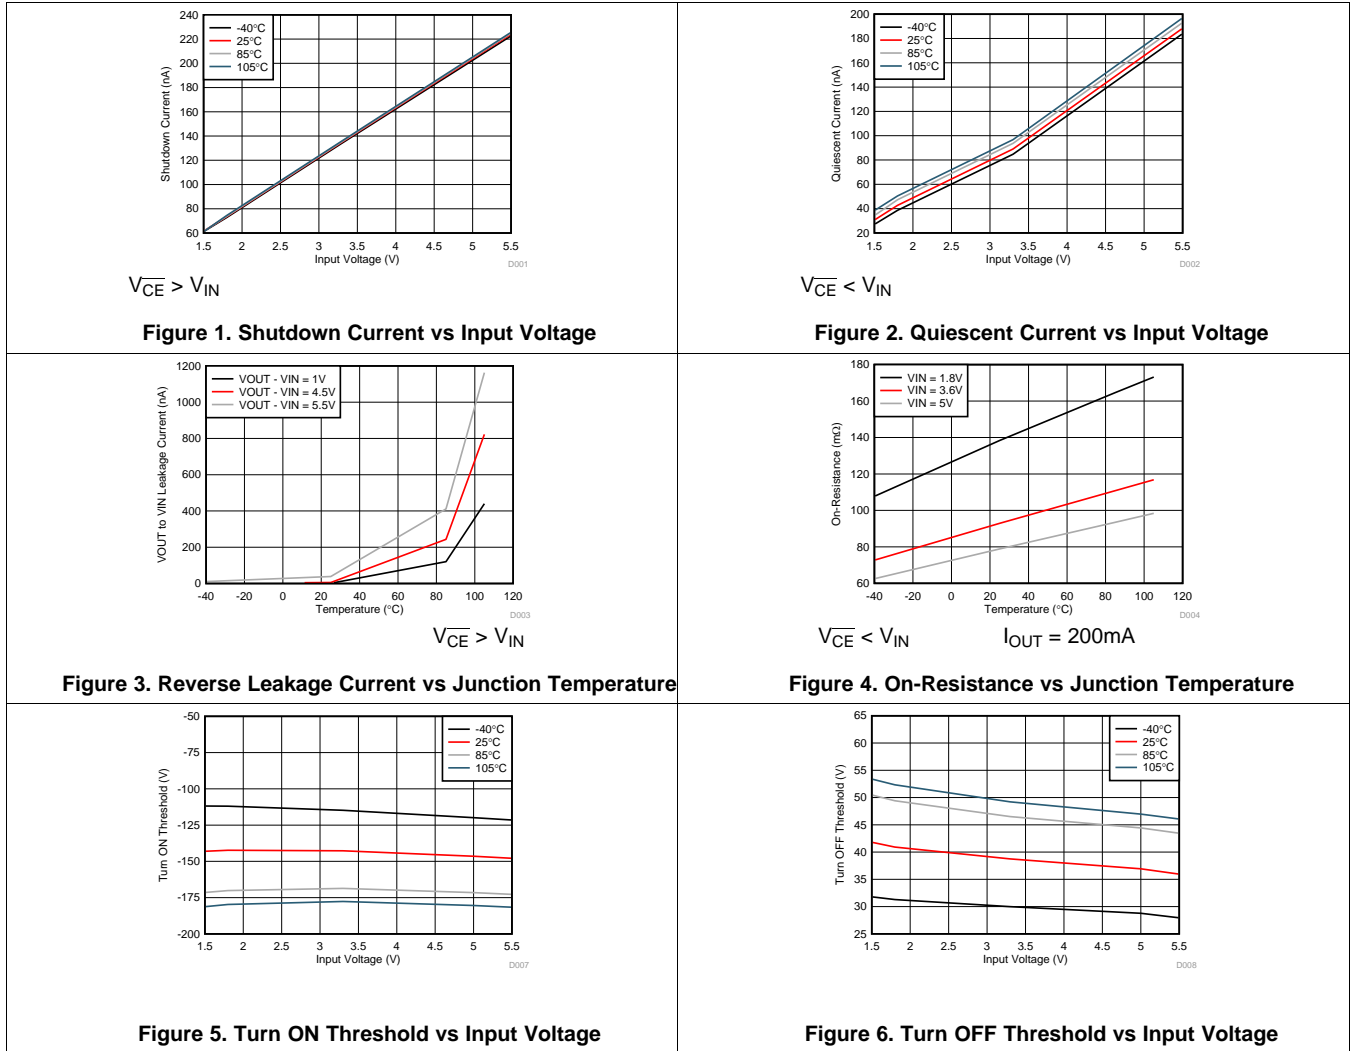 240
220
200
180
160
140
120
100
80
60
Shutdown Current (nA)
-40°C
25°C
85°C
105°C
1.5 2 2.5 3 3.5 4 4.5 5 5.5
Input Voltage (V)
D001
VCE > VIN
Figure 1. Shutdown Current vs Input Voltage
200
180
160
140
120
100
80
60
40
20
Quiescent Current (nA)
-40°C
25°C
85°C
105°C
1.5 2 2.5 3 3.5 4 4.5 5 5.5
Input Voltage (V)
D002
VCE < VIN
Figure 2. Quiescent Current vs Input Voltage
1200
1000
800
600
400
200
0
VOUT to VIN Leakage Current (nA)
VOUT - VIN = 1V
VOUT - VIN = 4.5V
VOUT - VIN = 5.5V
-40 -20 0 20 40 60 80 100 120
Temperature (°C)
D003
VCE > VIN
Figure 3. Reverse Leakage Current vs Junction Temperature
180
160
140
120
100
80
60
On-Resistance (mΩ)
VIN = 1.8V
VIN = 3.6V
VIN = 5V
-40 -20 0 20 40 60 80 100 120
Temperature (°C)
D004
VCE < VIN IOUT = 200mA
Figure 4. On-Resistance vs Junction Temperature
-50
-75
-100
-125
-150
-175
-200
Turn ON Threshold (V)
-40°C
25°C
85°C
105°C
1.5 2 2.5 3 3.5 4 4.5 5 5.5
Input Voltage (V)
D007
Figure 5. Turn ON Threshold vs Input Voltage
65
60
55
50
45
40
35
30
25
Turn OFF Threshold (V)
-40°C
25°C
85°C
105°C
1.5 2 2.5 3 3.5 4 4.5 5 5.5
Input Voltage (V)
D008
Figure 6. Turn OFF Threshold vs Input Voltage